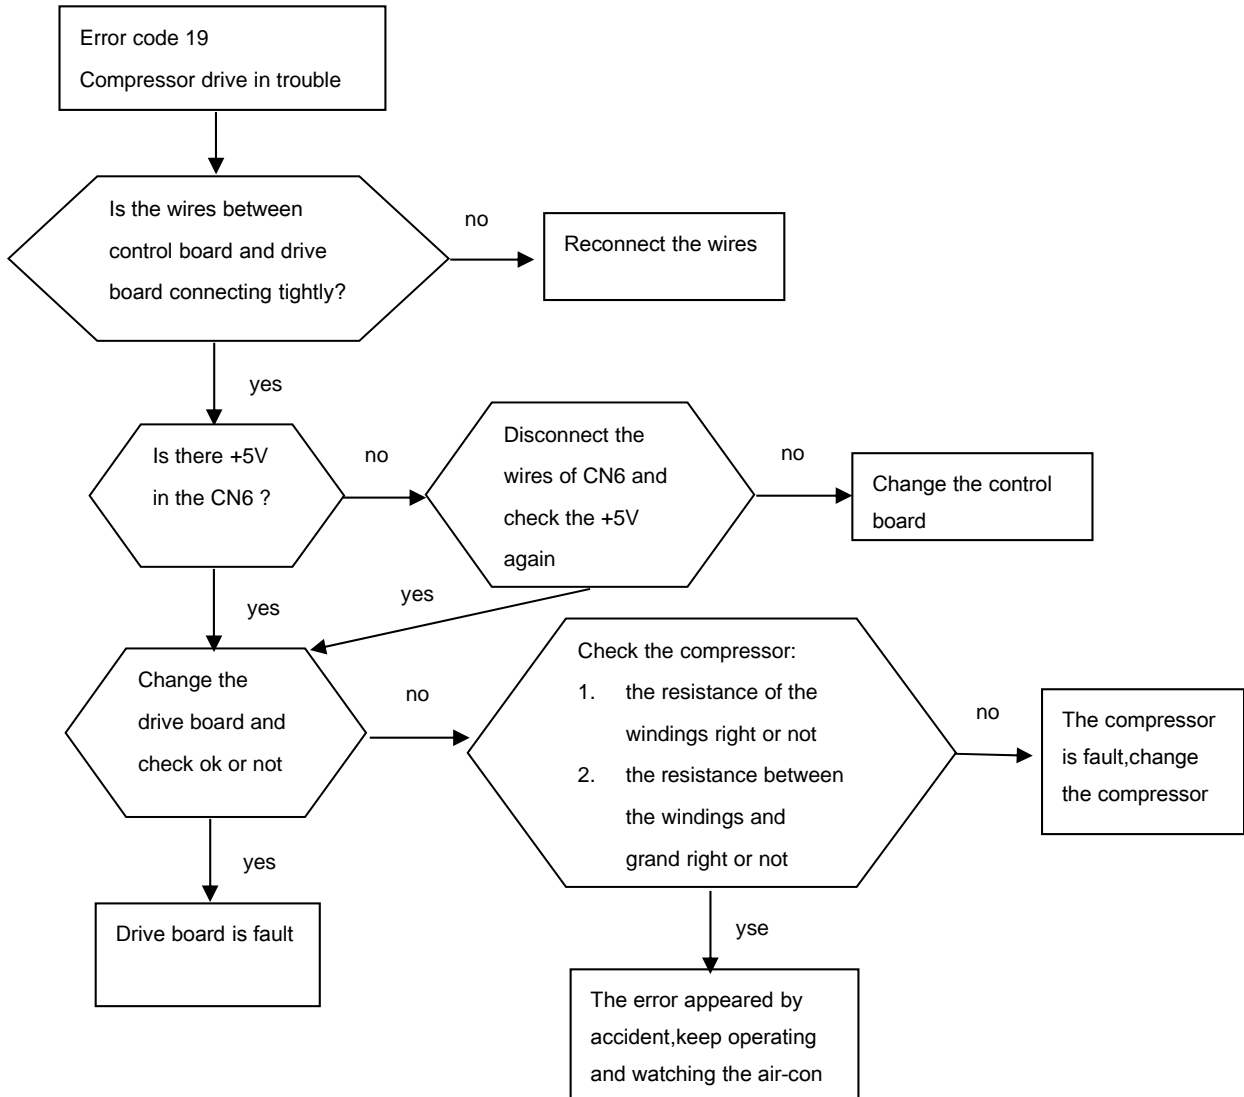 Error code 19
Compressor drive in trouble
Is the wires between
control board and drive
board connecting tightly?
no
Reconnect the wires
yes
Is there +5V
in the CN6 ?
no
Disconnect the
wires of CN6 and
check the +5V
again
no
Change the control
board
yes
yes
Change the
drive board and
check ok or not
no
Check the compressor:
1. the resistance of the
windings right or not
2. the resistance between
the windings and
grand right or not
no
The compressor
is fault,change
the compressor
yes
Drive board is fault
yse
The error appeared by
accident,keep operating
and watching the air-con